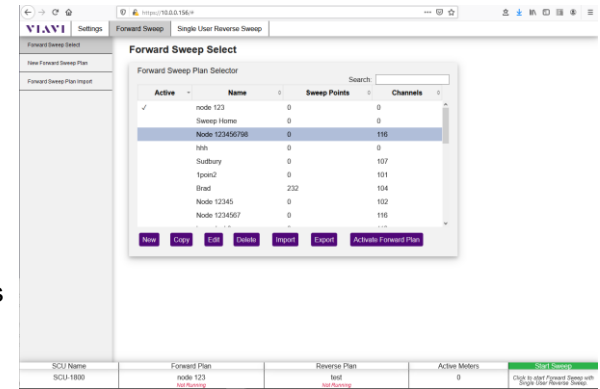 https://10.0.0.156/#
VIAVI Settings Forward Sweep Single User Reverse Sweep
Forward Sweep Select
New Forward Sweep Plan
Forward Sweep Plan Import
Forward Sweep Select
Forward Sweep Plan Selector
Search:
Active Name Sweep Points Channels
✓ node 123 0 0
Sweep Home 0 0
Node 123456798 0 116
hhh 0 0
Sudbury 0 107
1poin2 0 101
Brad 232 104
Node 12345 0 102
Node 1234567 0 116
New Copy Edit Delete Import Export Activate Forward Plan
s
SCU Name Forward Plan Reverse Plan Active Meters Start Sweep
SCU-1800 node 123 test 0 Click to start Forward Sweep with
Not Running Not Running Single User Reverse Sweep